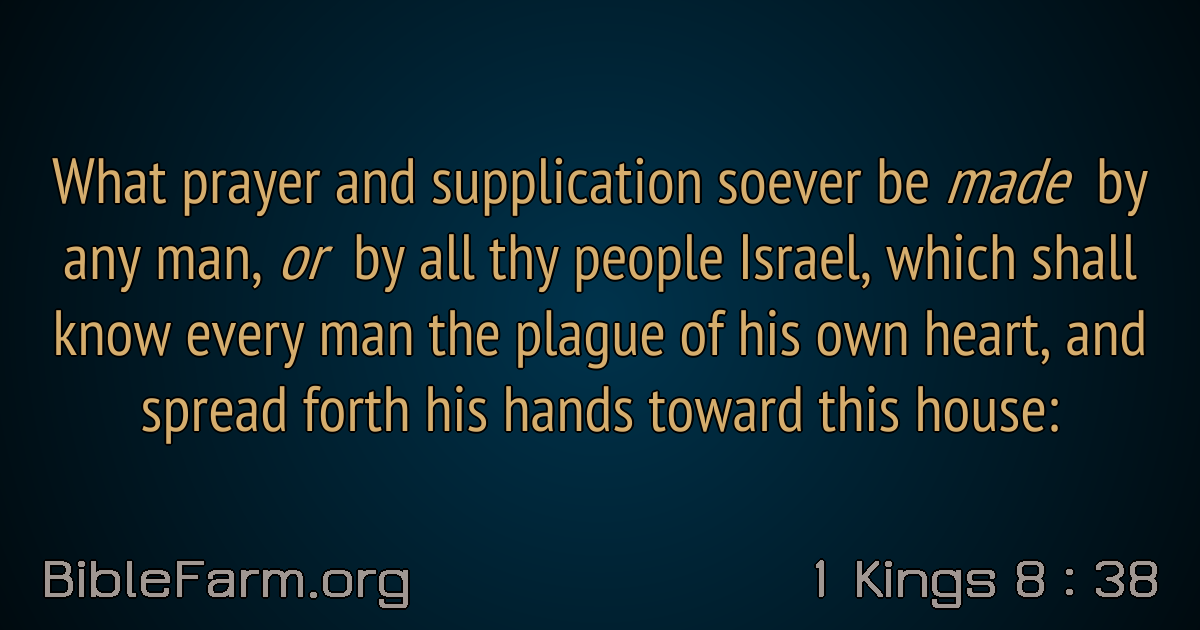 What prayer and supplication soever be made by
any man, or by all thy people Israel, which shall
know every man the plague of his own heart, and
spread forth his hands toward this house:
BibleFarm.org
1 Kings 8 : 38